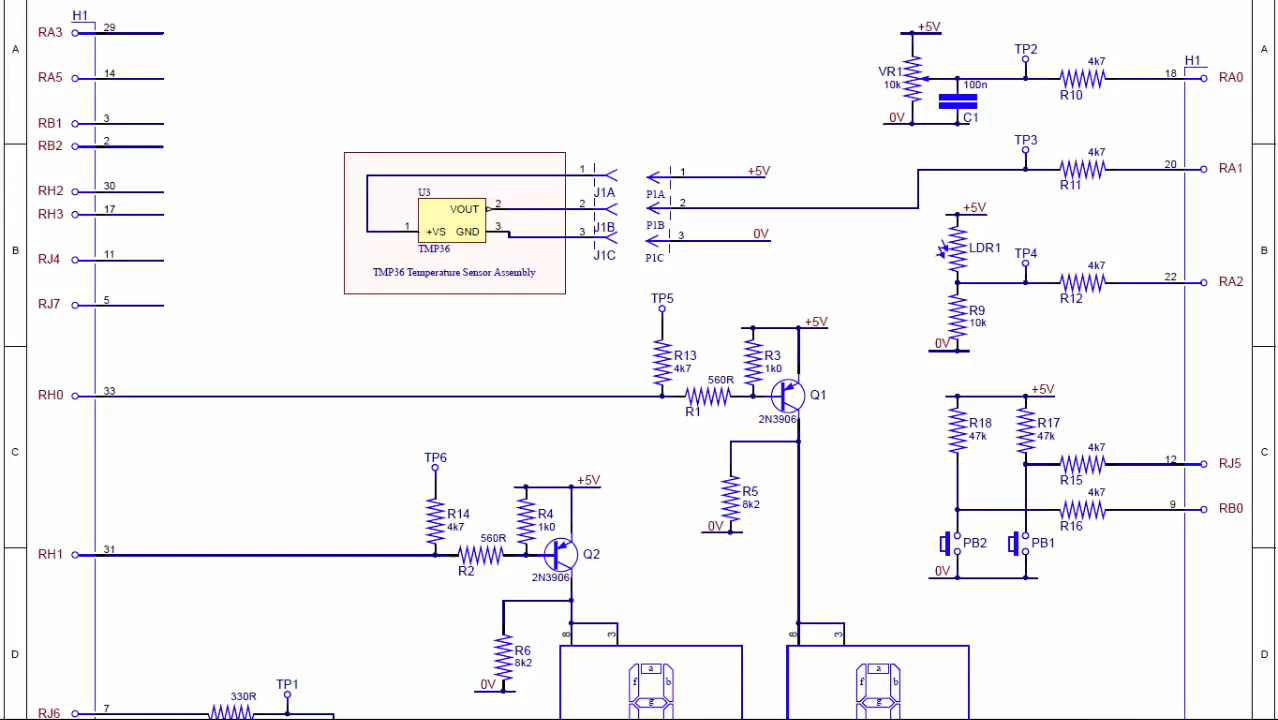 H1
RA3 29
+5V
A
A
TP2
H1
RA5 14
VR1
10k
4k7
18 RA0
100n
R10
RB1 3
0V
C1
RB2 2
TP3
4k7
20 RA1
R11
1
J1A
1 +5V
P1A
RH2 30
U3
VOUT 2
2
J1B
2
P1B
RH3 17
+5V
1 +VS GND 3
3
J1C
3 0V
P1C
TMP36
B
B
LDR1
TP4
RJ4 11
TMP36 Temperature Sensor Assembly
4k7
22 RA2
R12
RJ7 5
TP5
R9
10k
+5V
0V
R13
4k7
R3
1k0
560R
R1
RH0 33
Q1
2N3906
+5V
R18
47k
R17
47k
C
C
4k7
12 RJ5
R15
TP6
+5V
R5
8k2
0V
4k7
9 RB0
R16
R14
4k7
R4
1k0
560R
R2
RH1 31
Q2
2N3906
PB2
PB1
0V
8 3
8 3
R6
8k2
0V
D
D
a
f b
g
a
f b
g
TP1
330R
RJ6 7